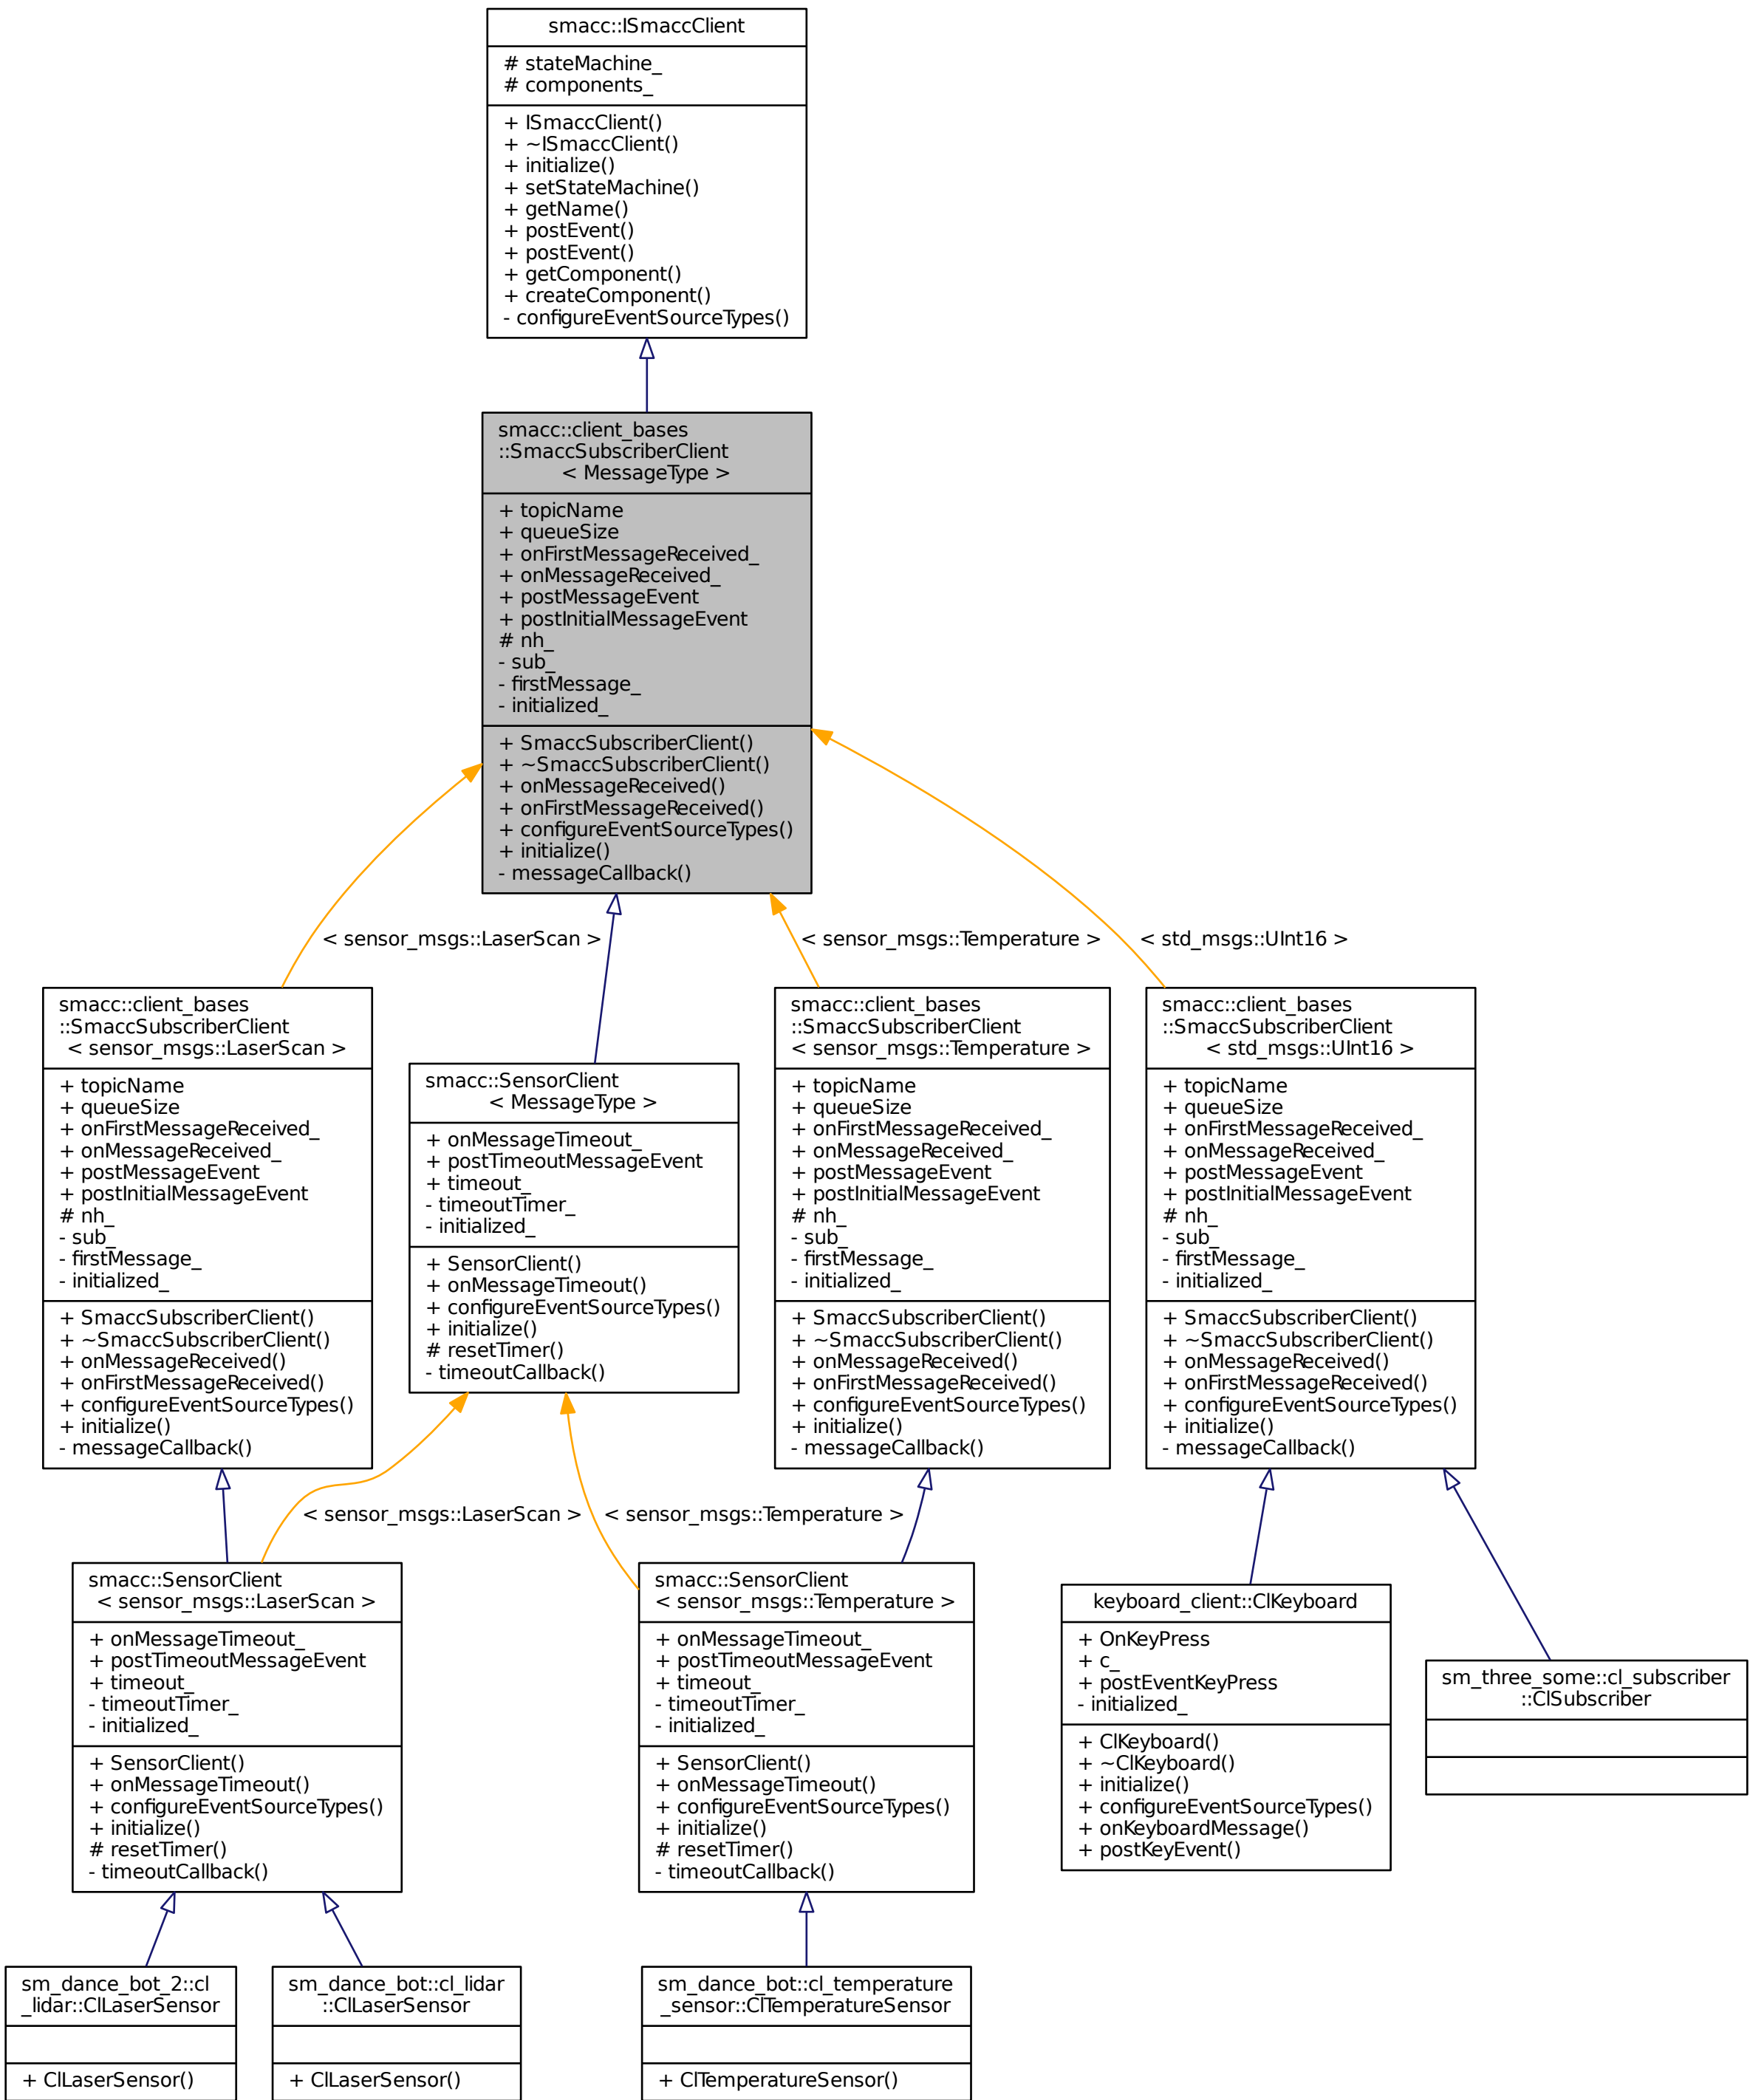 smacc::ISmaccClient
# stateMachine_
# components_
+ ISmaccClient()
+ ~ISmaccClient()
+ initialize()
+ setStateMachine()
+ getName()
+ postEvent()
+ postEvent()
+ getComponent()
+ createComponent()
- configureEventSourceTypes()
smacc::client_bases
::SmaccSubscriberClient
< MessageType >
+ topicName
+ queueSize
+ onFirstMessageReceived_
+ onMessageReceived_
+ postMessageEvent
+ postInitialMessageEvent
# nh_
- sub_
- firstMessage_
- initialized_
+ SmaccSubscriberClient()
+ ~SmaccSubscriberClient()
+ onMessageReceived()
+ onFirstMessageReceived()
+ configureEventSourceTypes()
+ initialize()
- messageCallback()
< sensor_msgs::LaserScan >
< sensor_msgs::Temperature >
< std_msgs::UInt16 >
smacc::client_bases
::SmaccSubscriberClient
< sensor_msgs::LaserScan >
+ topicName
+ queueSize
+ onFirstMessageReceived_
+ onMessageReceived_
+ postMessageEvent
+ postInitialMessageEvent
# nh_
- sub_
- firstMessage_
- initialized_
+ SmaccSubscriberClient()
+ ~SmaccSubscriberClient()
+ onMessageReceived()
+ onFirstMessageReceived()
+ configureEventSourceTypes()
+ initialize()
- messageCallback()
smacc::SensorClient
< MessageType >
+ onMessageTimeout_
+ postTimeoutMessageEvent
+ timeout_
- timeoutTimer_
- initialized_
+ SensorClient()
+ onMessageTimeout()
+ configureEventSourceTypes()
+ initialize()
# resetTimer()
- timeoutCallback()
smacc::client_bases
::SmaccSubscriberClient
< sensor_msgs::Temperature >
+ topicName
+ queueSize
+ onFirstMessageReceived_
+ onMessageReceived_
+ postMessageEvent
+ postInitialMessageEvent
# nh_
- sub_
- firstMessage_
- initialized_
+ SmaccSubscriberClient()
+ ~SmaccSubscriberClient()
+ onMessageReceived()
+ onFirstMessageReceived()
+ configureEventSourceTypes()
+ initialize()
- messageCallback()
smacc::client_bases
::SmaccSubscriberClient
< std_msgs::UInt16 >
+ topicName
+ queueSize
+ onFirstMessageReceived_
+ onMessageReceived_
+ postMessageEvent
+ postInitialMessageEvent
# nh_
- sub_
- firstMessage_
- initialized_
+ SmaccSubscriberClient()
+ ~SmaccSubscriberClient()
+ onMessageReceived()
+ onFirstMessageReceived()
+ configureEventSourceTypes()
+ initialize()
- messageCallback()
< sensor_msgs::LaserScan >
< sensor_msgs::Temperature >
smacc::SensorClient
< sensor_msgs::LaserScan >
+ onMessageTimeout_
+ postTimeoutMessageEvent
+ timeout_
- timeoutTimer_
- initialized_
+ SensorClient()
+ onMessageTimeout()
+ configureEventSourceTypes()
+ initialize()
# resetTimer()
- timeoutCallback()
smacc::SensorClient
< sensor_msgs::Temperature >
+ onMessageTimeout_
+ postTimeoutMessageEvent
+ timeout_
- timeoutTimer_
- initialized_
+ SensorClient()
+ onMessageTimeout()
+ configureEventSourceTypes()
+ initialize()
# resetTimer()
- timeoutCallback()
keyboard_client::ClKeyboard
+ OnKeyPress
+ c_
+ postEventKeyPress
- initialized_
+ ClKeyboard()
+ ~ClKeyboard()
+ initialize()
+ configureEventSourceTypes()
+ onKeyboardMessage()
+ postKeyEvent()
sm_three_some::cl_subscriber
::ClSubscriber
sm_dance_bot_2::cl
_lidar::ClLaserSensor
+ ClLaserSensor()
sm_dance_bot::cl_lidar
::ClLaserSensor
+ ClLaserSensor()
sm_dance_bot::cl_temperature
_sensor::ClTemperatureSensor
+ ClTemperatureSensor()